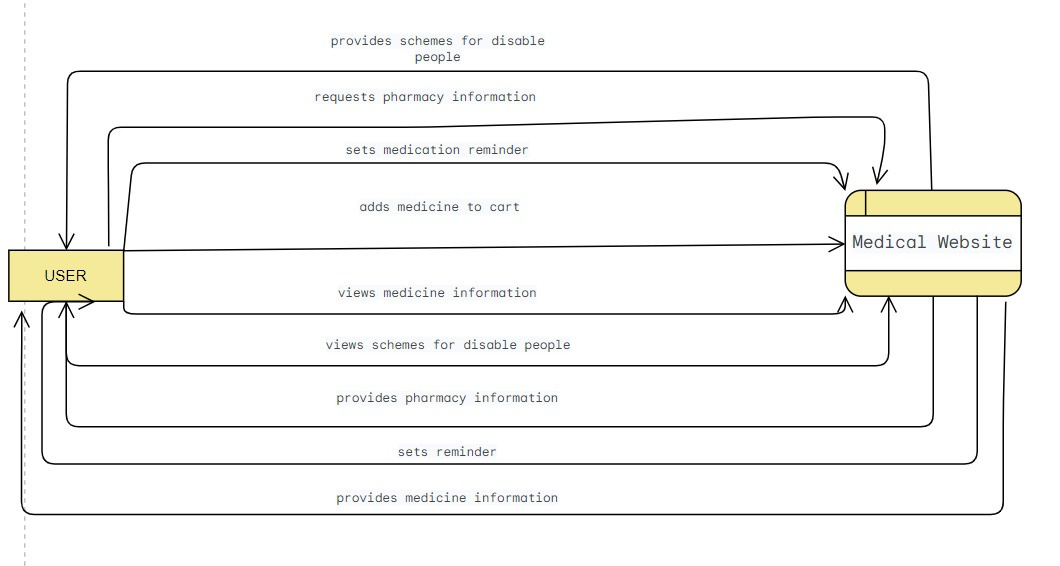 provides schemes for disable
people
requests pharmacy information
sets medication reminder
adds medicine to cart
Medical Website
USER
views medicine information
views schemes for disable people
provides pharmacy information
sets reminder
provides medicine information